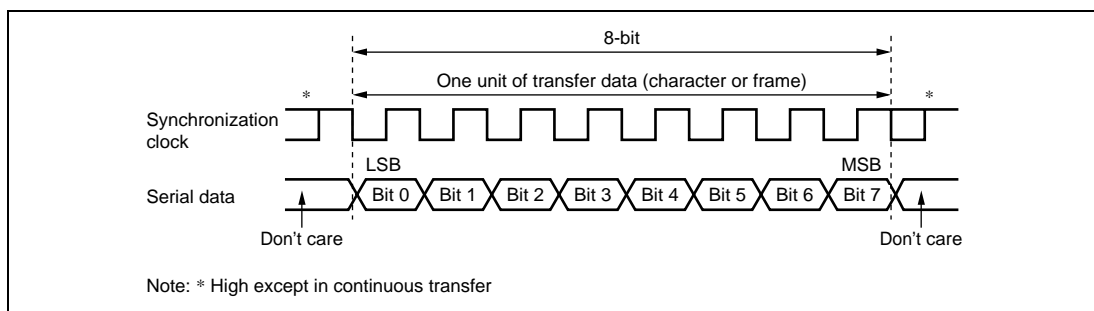 8-bit
One unit of transfer data (character or frame)
* *
Synchronization
clock
LSB MSB
Serial data Bit 0 Bit 1 Bit 2 Bit 3 Bit 4 Bit 5 Bit 6 Bit 7
Don't care Don't care
Note: * High except in continuous transfer